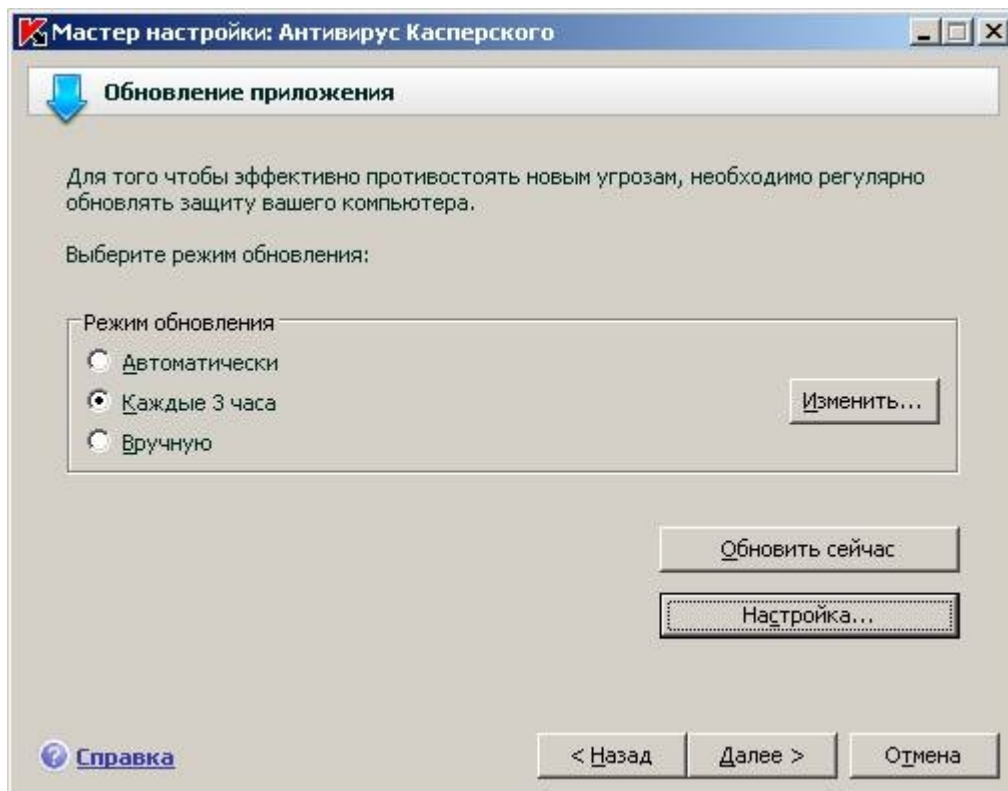 Мастер настройки: Антивирус Касперского
Обновление приложения
Для того чтобы эффективно противостоять новым угрозам, необходимо регулярно
обновлять защиту вашего компьютера.
Выберите режим обновления:
Режим обновления
Автоматически
Каждые 3 часа
Изменить...
Вручную
Обновить сейчас
Настройка...
Справка
< Назад
Далее >
Отмена